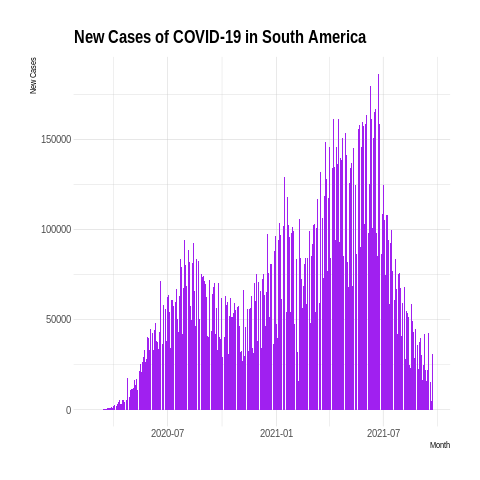 New Cases of COVID-19 in South America
New Cases
150000
100000
50000
0
2020-07
2021-01
2021-07
Month